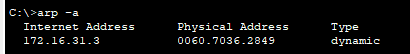 C:\>arp -a
Internet Address Physical Address Type
172.16.31.3 0060.7036.2849 dynamic